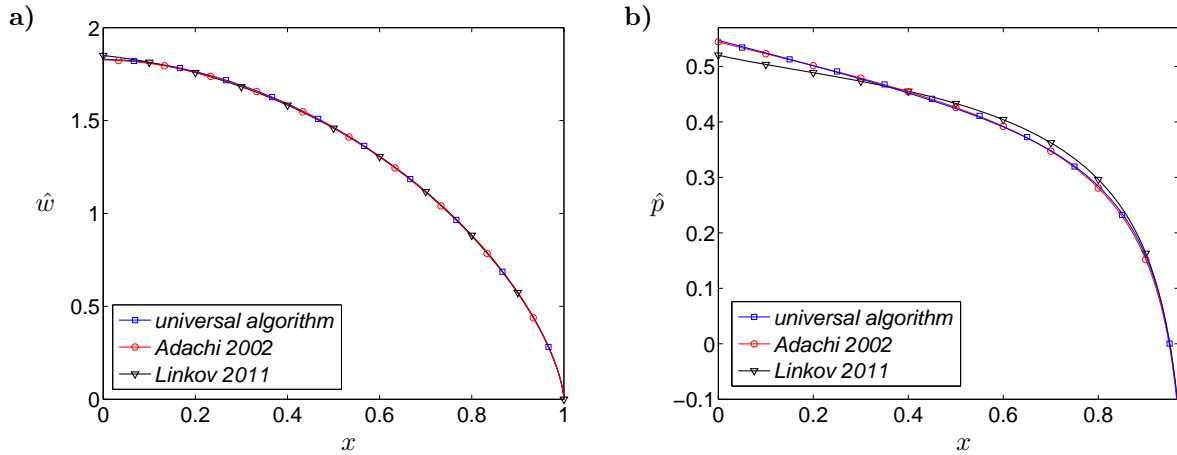 a)
2
1.5
1
0.5
0
ŵ
0 0.2 0.4 0.6 0.8 1
x
universal algorithm
Adachi 2002
Linkov 2011
b)
0.5
0.4
0.3
0.2
0.1
0
−0.1
p̂
0 0.2 0.4 0.6 0.8
x
universal algorithm
Adachi 2002
Linkov 2011